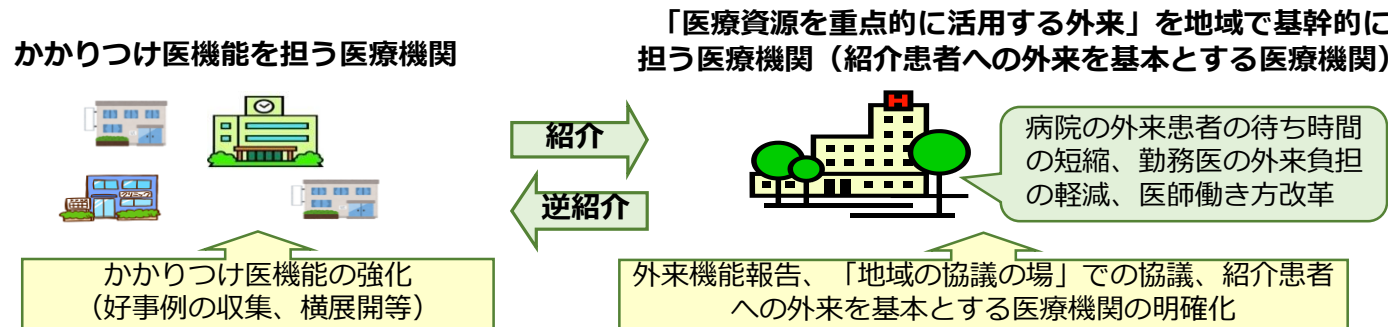 かかりつけ医機能を担う医療機関
「医療資源を重点的に活用する外来」を地域で基幹的に
担う医療機関（紹介患者への外来を基本とする医療機関）
紹介
逆紹介
H
病院の外来患者の待ち時間
の短縮、勤務医の外来負担
の軽減、医師働き方改革
かかりつけ医機能の強化
（好事例の収集、横展開等）
外来機能報告、「地域の協議の場」での協議、紹介患者
への外来を基本とする医療機関の明確化